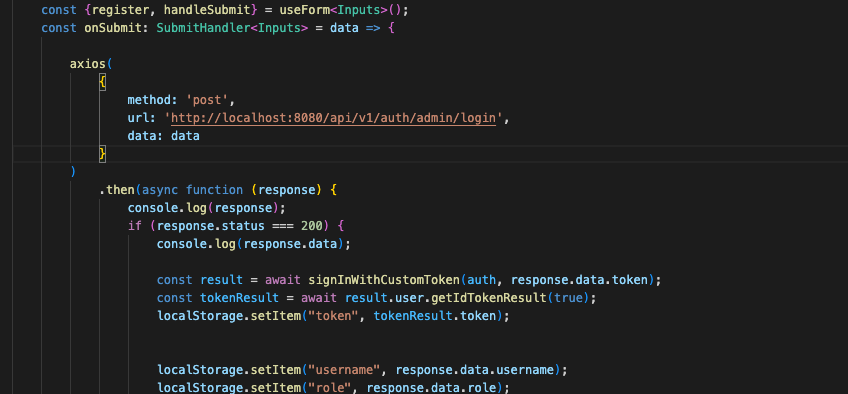 const {register, handleSubmit} = useForm<Inputs>();
const onSubmit: SubmitHandler<Inputs> = data => {
axios(
{
method: 'post',
url: 'http://localhost:8080/api/v1/auth/admin/login',
data: data
}
)
.then(async function (response) {
console.log(response);
if (response.status === 200) {
console.log(response.data);
const result = await signInWithCustomToken(auth, response.data.token);
const tokenResult = await result.user.getIdTokenResult(true);
localStorage.setItem("token", tokenResult.token);
localStorage.setItem("username", response.data.username);
localStorage.setItem("role", response.data.role);